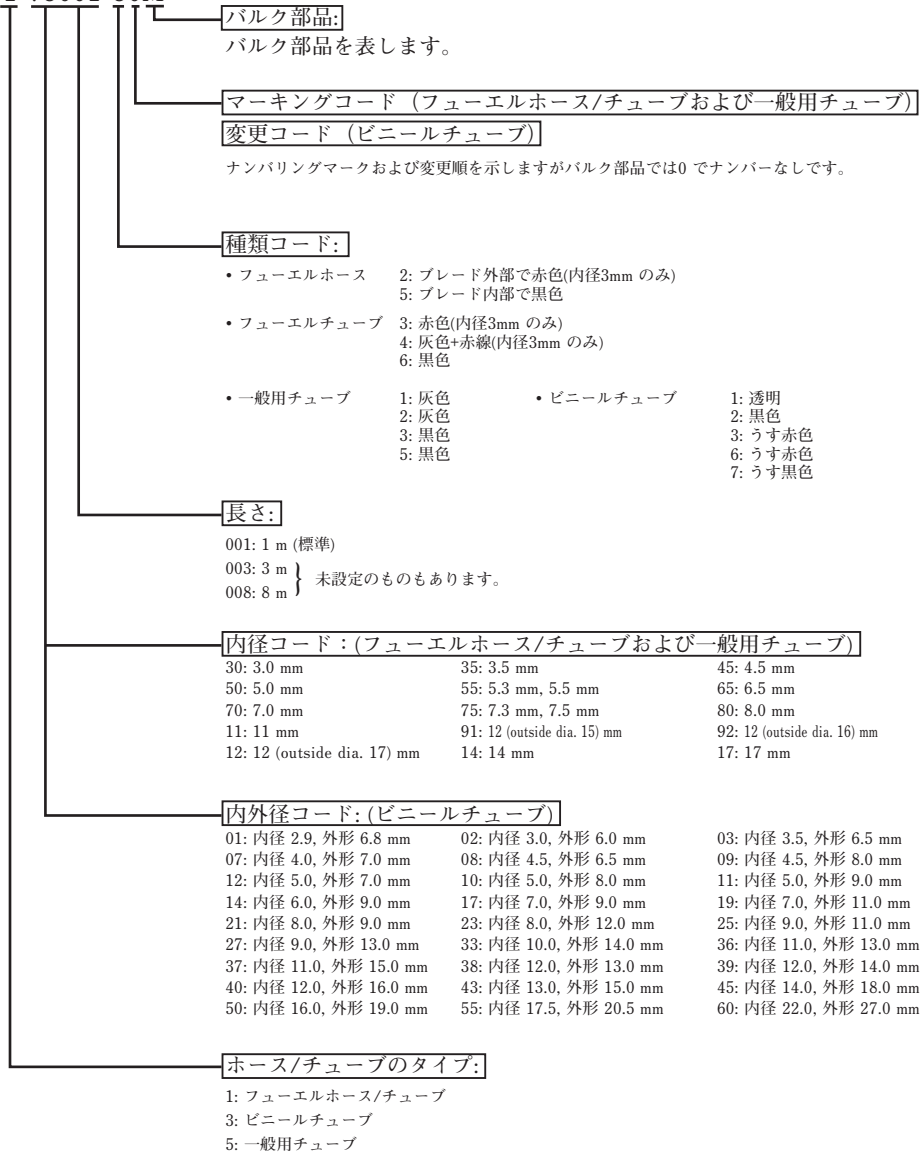 バルク部品:
バルク部品を表します。
マーキングコード（フューエルホース/チューブおよび一般用チューブ）
変更コード（ビニールチューブ）
ナンバリングマークおよび変更順を示しますがバルク部品では0 でナンバーなしです。
種類コード:
• フューエルホース 2: ブレード外部で赤色(内径3mm のみ)
5: ブレード内部で黒色
• フューエルチューブ 3: 赤色(内径3mm のみ)
4: 灰色+赤線(内径3mm のみ)
6: 黒色
• 一般用チューブ 1: 灰色 • ビニールチューブ 1: 透明
2: 灰色 2: 黒色
3: 黒色 3: うす赤色
5: 黒色 6: うす赤色
7: うす黒色
長さ:
001: 1 m (標準)
003: 3 m } 未設定のものもあります。
008: 8 m
内径コード：(フューエルホース/チューブおよび一般用チューブ)
30: 3.0 mm 35: 3.5 mm 45: 4.5 mm
50: 5.0 mm 55: 5.3 mm, 5.5 mm 65: 6.5 mm
70: 7.0 mm 75: 7.3 mm, 7.5 mm 80: 8.0 mm
11: 11 mm 91: 12 (outside dia. 15) mm 92: 12 (outside dia. 16) mm
12: 12 (outside dia. 17) mm 14: 14 mm 17: 17 mm
内外径コード: (ビニールチューブ)
01: 内径 2.9, 外形 6.8 mm 02: 内径 3.0, 外形 6.0 mm 03: 内径 3.5, 外形 6.5 mm
07: 内径 4.0, 外形 7.0 mm 08: 内径 4.5, 外形 6.5 mm 09: 内径 4.5, 外形 8.0 mm
12: 内径 5.0, 外形 7.0 mm 10: 内径 5.0, 外形 8.0 mm 11: 内径 5.0, 外形 9.0 mm
14: 内径 6.0, 外形 9.0 mm 17: 内径 7.0, 外形 9.0 mm 19: 内径 7.0, 外形 11.0 mm
21: 内径 8.0, 外形 9.0 mm 23: 内径 8.0, 外形 12.0 mm 25: 内径 9.0, 外形 11.0 mm
27: 内径 9.0, 外形 13.0 mm 33: 内径 10.0, 外形 14.0 mm 36: 内径 11.0, 外形 13.0 mm
37: 内径 11.0, 外形 15.0 mm 38: 内径 12.0, 外形 13.0 mm 39: 内径 12.0, 外形 14.0 mm
40: 内径 12.0, 外形 16.0 mm 43: 内径 13.0, 外形 15.0 mm 45: 内径 14.0, 外形 18.0 mm
50: 内径 16.0, 外形 19.0 mm 55: 内径 17.5, 外形 20.5 mm 60: 内径 22.0, 外形 27.0 mm
ホース/チューブのタイプ:
1: フューエルホース/チューブ
3: ビニールチューブ
5: 一般用チューブ